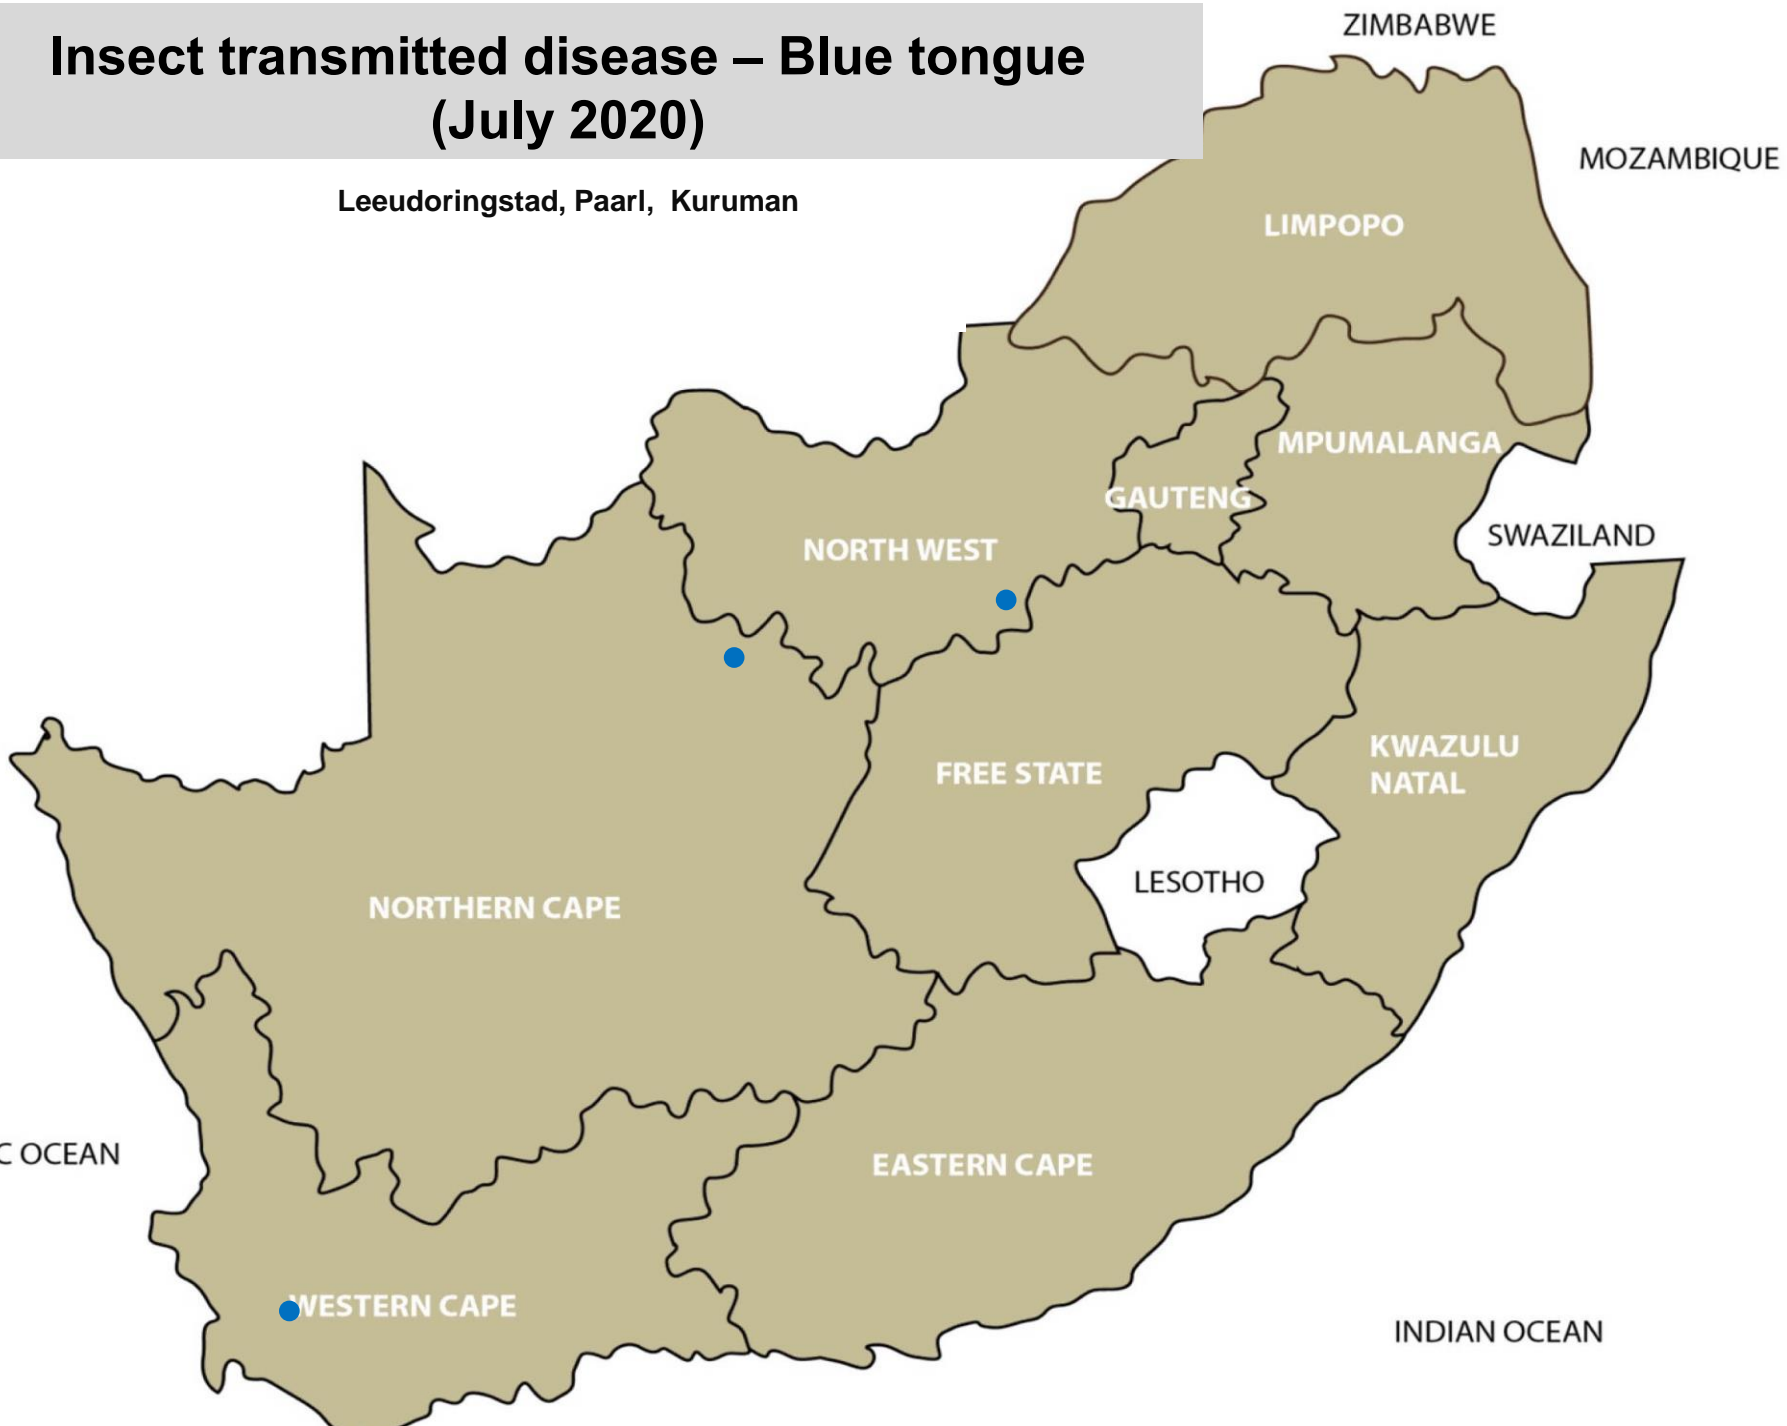 Insect transmitted disease – Blue tongue
(July 2020)
Leeudoringstad, Paarl, Kuruman
ZIMBABWE
MOZAMBIQUE
LIMPOPO
MPUMALANGA
GAUTENG
SWAZILAND
NORTH WEST
KWAZULU
NATAL
FREE STATE
LESOTHO
NORTHERN CAPE
C OCEAN
EASTERN CAPE
WESTERN CAPE
INDIAN OCEAN